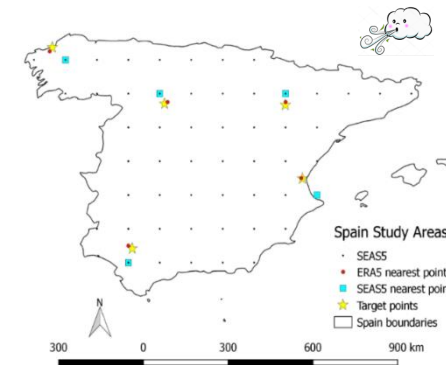 Spain Study Areas
SEAS5
ERA5 nearest point
SEAS5 nearest poin
Target points
Spain boundaries
N
300 0 300 600 900 km